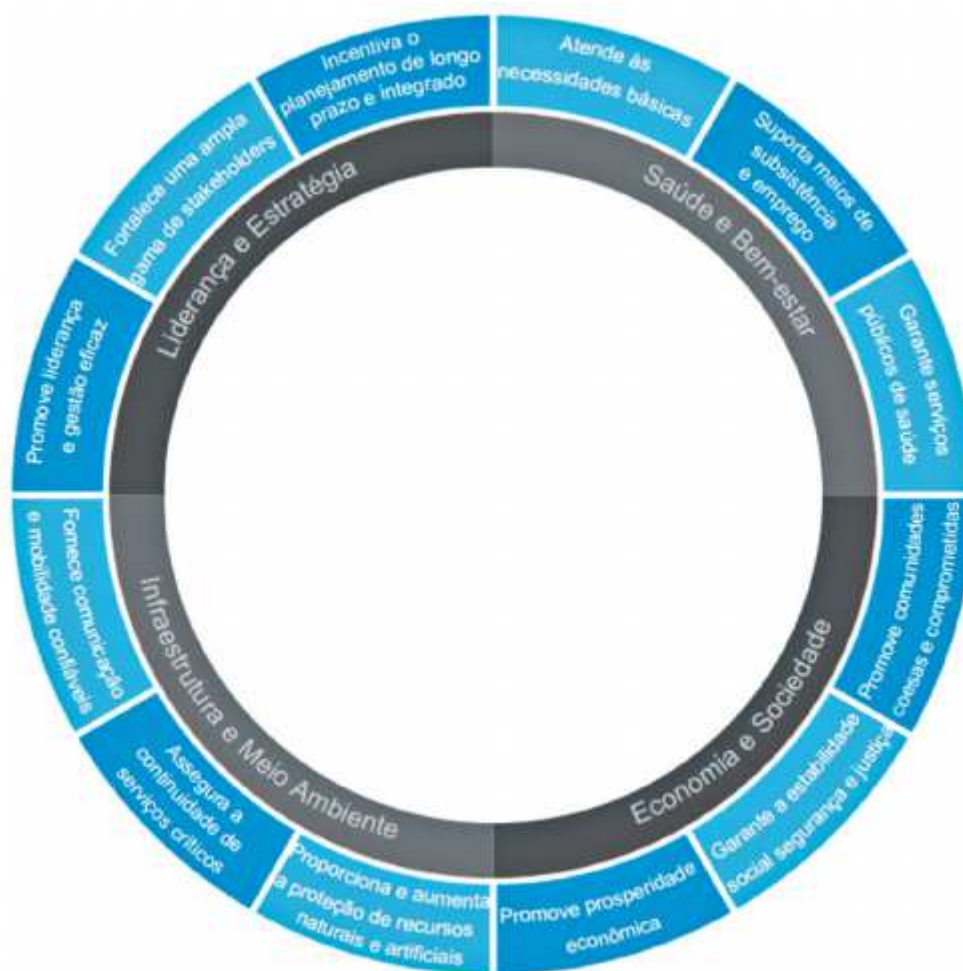 Atende às
necessidades básicas
Suporta meios de
subsistência
e emprego
Garante serviços
públicos de saúde
Promove comunidades
coesas e comprometidas
Garante a estabilidade
social segurança e justiça
Promove prosperidade
econômica
Proporciona e aumenta
a proteção de recursos
naturais e artificiais
Assegura a
continuidade de
serviços críticos
Fornece comunicação
e mobilidade confiáveis
Promove liderança
e gestão eficaz
Fortalece uma ampla
gama de stakeholders
Incentiva o
planejamento de longo
prazo e integrado
Saúde e Bem-estar
Economia e Sociedade
Infraestrutura e Meio Ambiente
Liderança e Estratégia